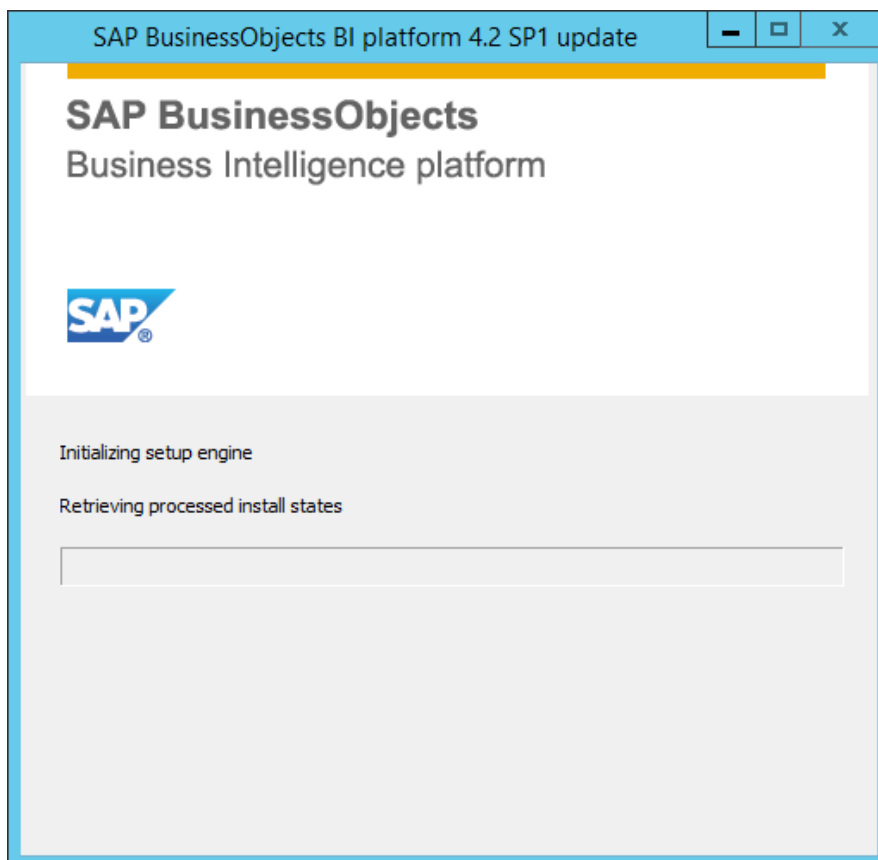 SAP BusinessObjects BI platform 4.2 SP1 update
SAP BusinessObjects
Business Intelligence platform
SAP®
Initializing setup engine
Retrieving processed install states